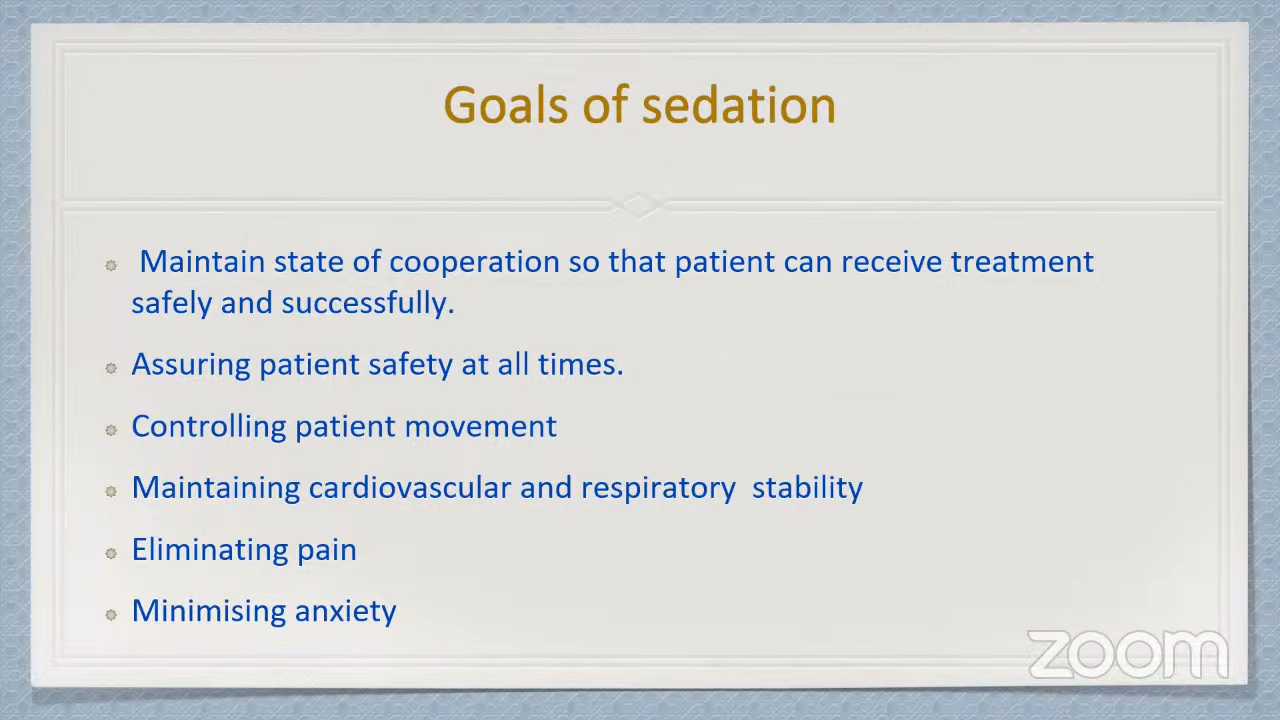 Goals of sedation
Maintain state of cooperation so that patient can receive treatment
safely and successfully.
Assuring patient safety at all times.
Controlling patient movement
Maintaining cardiovascular and respiratory  stability
Eliminating pain
Minimising anxiety
zoom